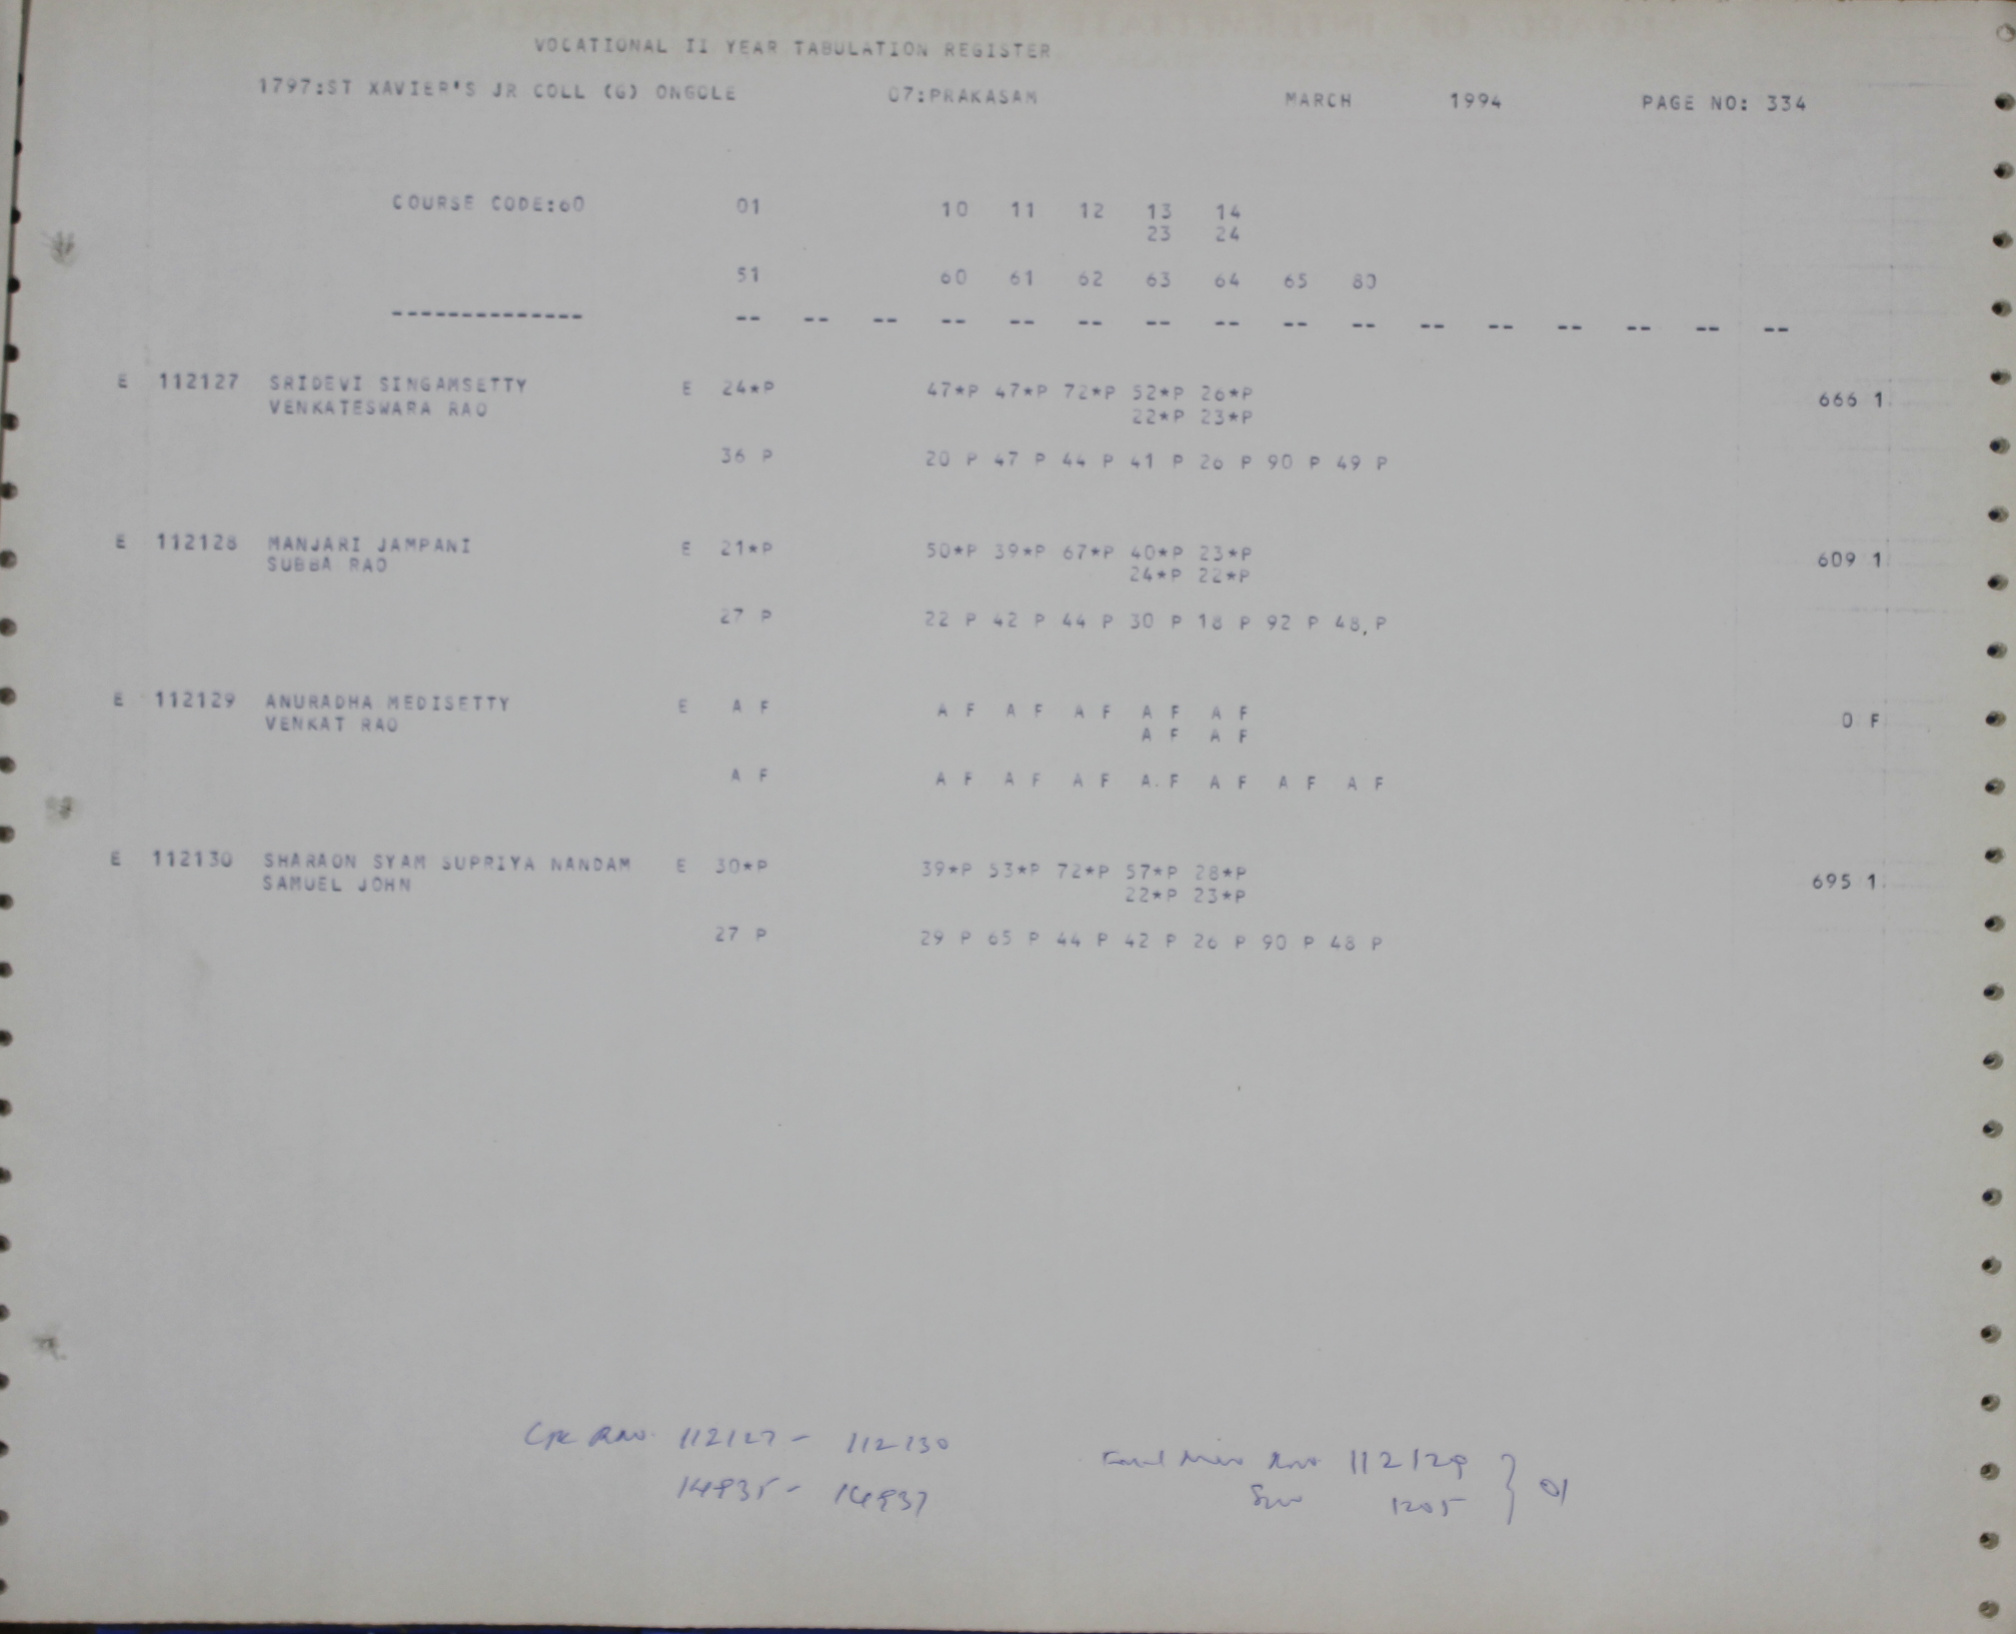 VOCATIONAL II YEAR TABULATION REGISTER
1797:ST XAVIER'S JR COLL (G) ONGOLE 07:PRAKASAM MARCH 1994 PAGE NO: 334
COURSE CODE:60 01 10 11 12 13 14
23 24
51 60 61 62 63 64 65 80
-------------- -- -- -- -- -- -- -- -- -- -- -- -- -- -- -- --
E 112127 SRIDEVI SINGAMSETTY E 24*P 47*P 47*P 72*P 52*P 26*P 666 1
VENKATESWARA RAO 22*P 23*P
36 P 20 P 47 P 44 P 41 P 26 P 90 P 49 P
E 112128 MANJARI JAMPANI E 21*P 50*P 39*P 67*P 40*P 23*P 609 1
SUBBA RAO 24*P 22*P
27 P 22 P 42 P 44 P 30 P 18 P 92 P 48 P
E 112129 ANURADHA MEDISETTY E A F A F A F A F A F A F 0 F
VENKAT RAO A F A F
A F A F A F A F A F A F A F A F
E 112130 SHARAON SYAM SUPRIYA NANDAM E 30*P 39*P 53*P 72*P 57*P 28*P 695 1
SAMUEL JOHN 22*P 23*P
27 P 29 P 65 P 44 P 42 P 26 P 90 P 48 P
112127 - 112130
14935 - 14937
112129
1205 } 01